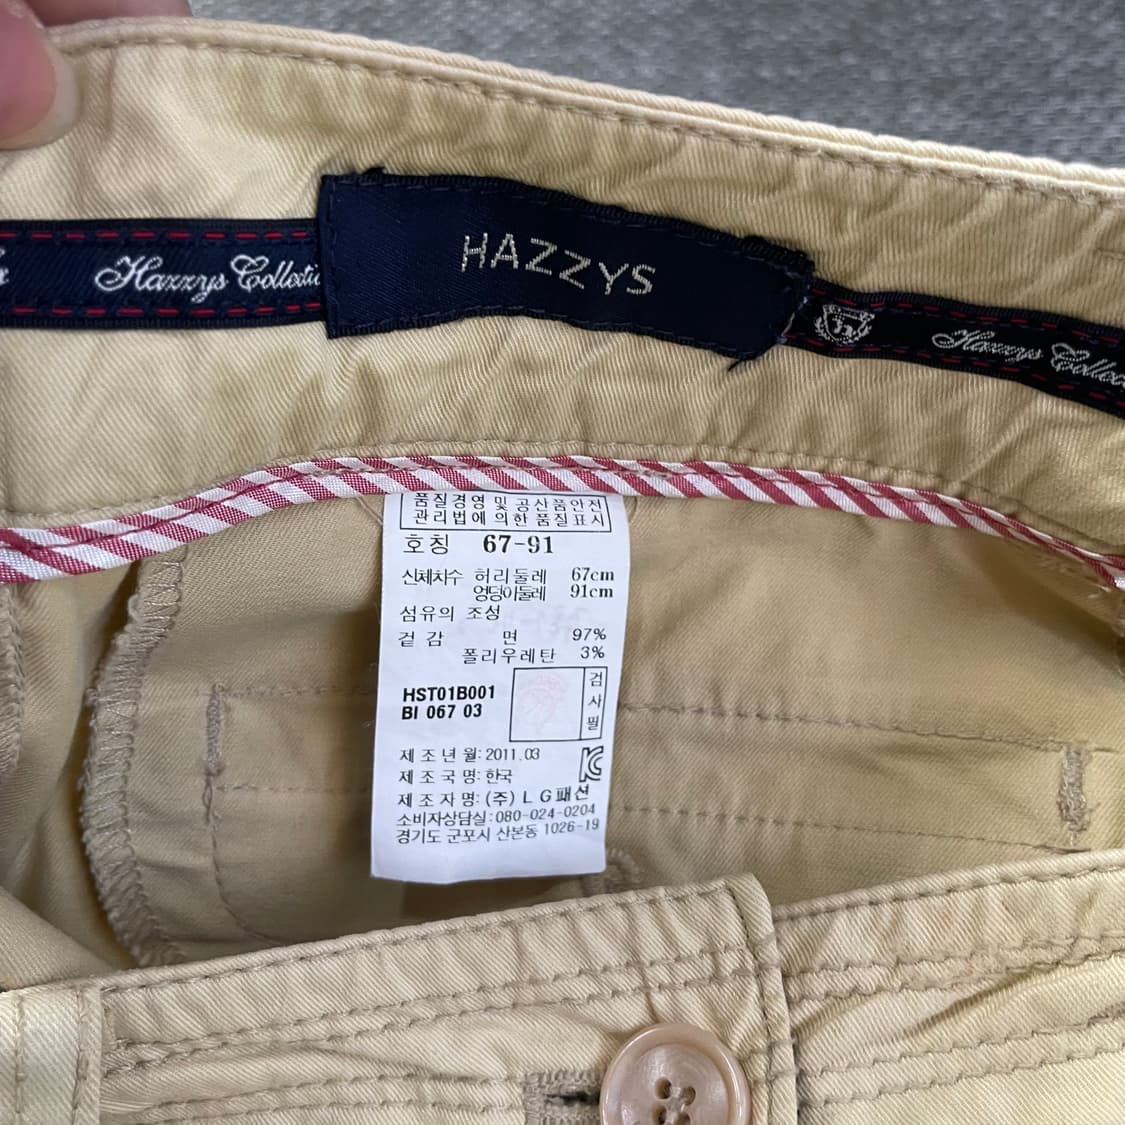 HAZZYS
Hazzys Collectio
Hazzys Collec
품질경영 및 공산품안전
관리법에 의한 품질표시
호칭 67-91
신체치수 허리둘레 67cm
엉덩이둘레 91cm
섬유의 조성
겉감 면 97%
폴리우레탄 3%
HST01B001
BI 067 03
검사필
제조년월:2011.03
제조국명:한국
제조자명:(주)LG패션
소비자상담실:080-024-0204
경기도 군포시 산본동 1026-19